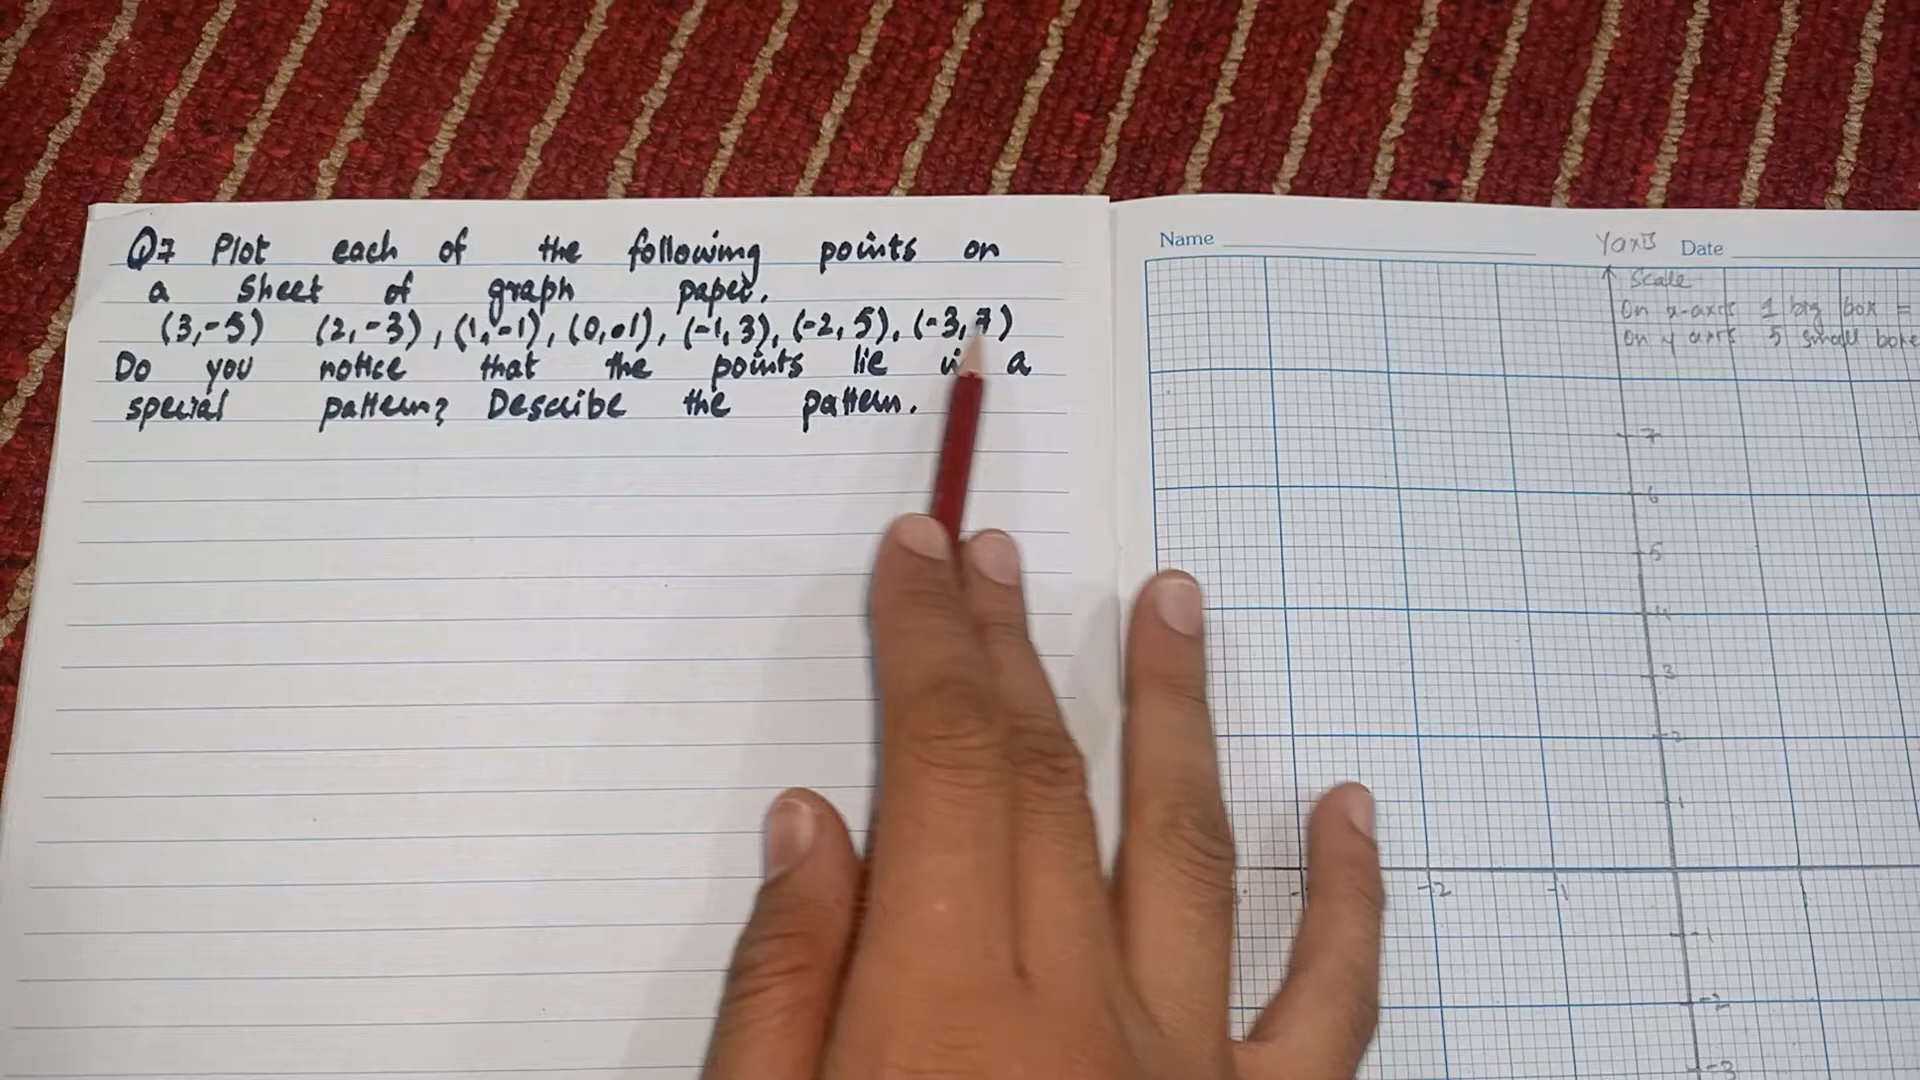 Q7 Plot each of the following points on
a sheet of graph paper.
(3,-5) (2,-3), (1,-1), (0,01), (-1,3), (-2,5), (-3,7)
Do you notice that the points lie in a
special pattern? Describe the pattern.
Name
Y axis
Date
Scale
On x-axis 1 big box =
On y axis 5 small boxe
7
6
5
4
3
2
1
-2 -1
-1
-2
-3